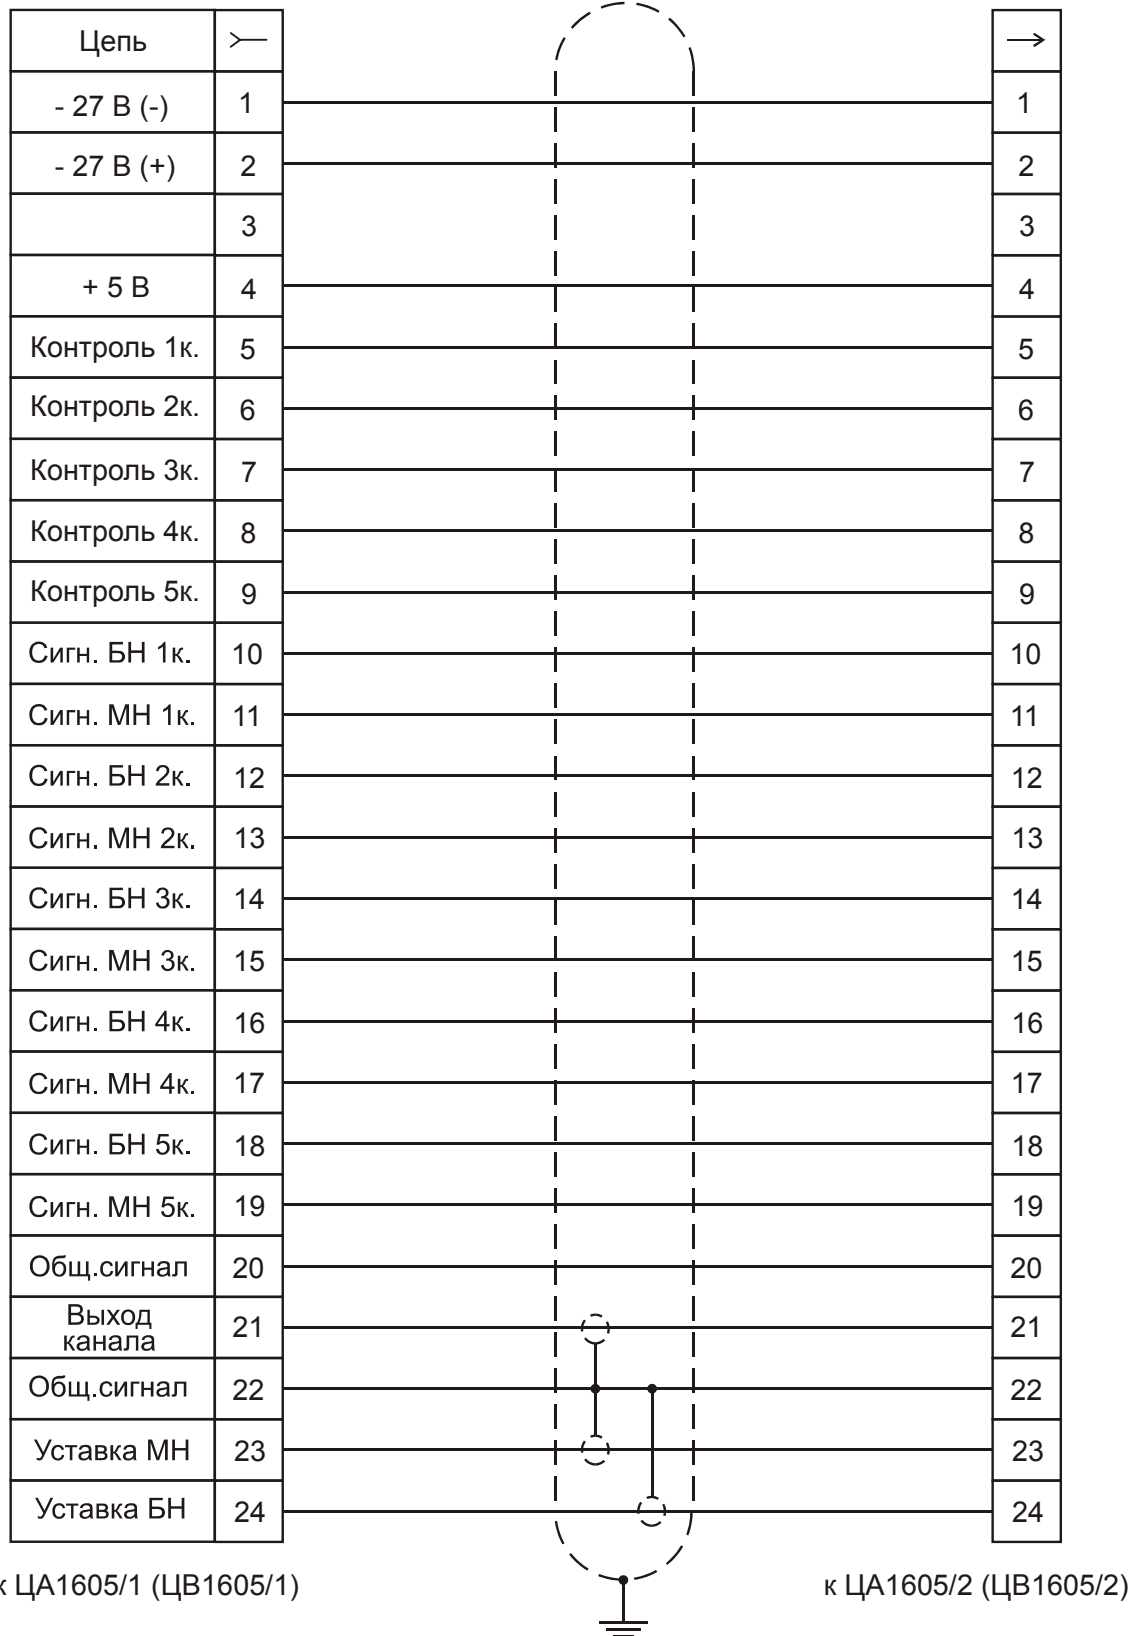 Цепь
- 27 В (-) 1 1
- 27 В (+) 2 2
3 3
+ 5 В 4 4
Контроль 1к. 5 5
Контроль 2к. 6 6
Контроль 3к. 7 7
Контроль 4к. 8 8
Контроль 5к. 9 9
Сигн. БН 1к. 10 10
Сигн. МН 1к. 11 11
Сигн. БН 2к. 12 12
Сигн. МН 2к. 13 13
Сигн. БН 3к. 14 14
Сигн. МН 3к. 15 15
Сигн. БН 4к. 16 16
Сигн. МН 4к. 17 17
Сигн. БН 5к. 18 18
Сигн. МН 5к. 19 19
Общ.сигнал 20 20
Выход
канала 21 21
Общ.сигнал 22 22
Уставка МН 23 23
Уставка БН 24 24
к ЦА1605/1 (ЦВ1605/1) к ЦА1605/2 (ЦВ1605/2)